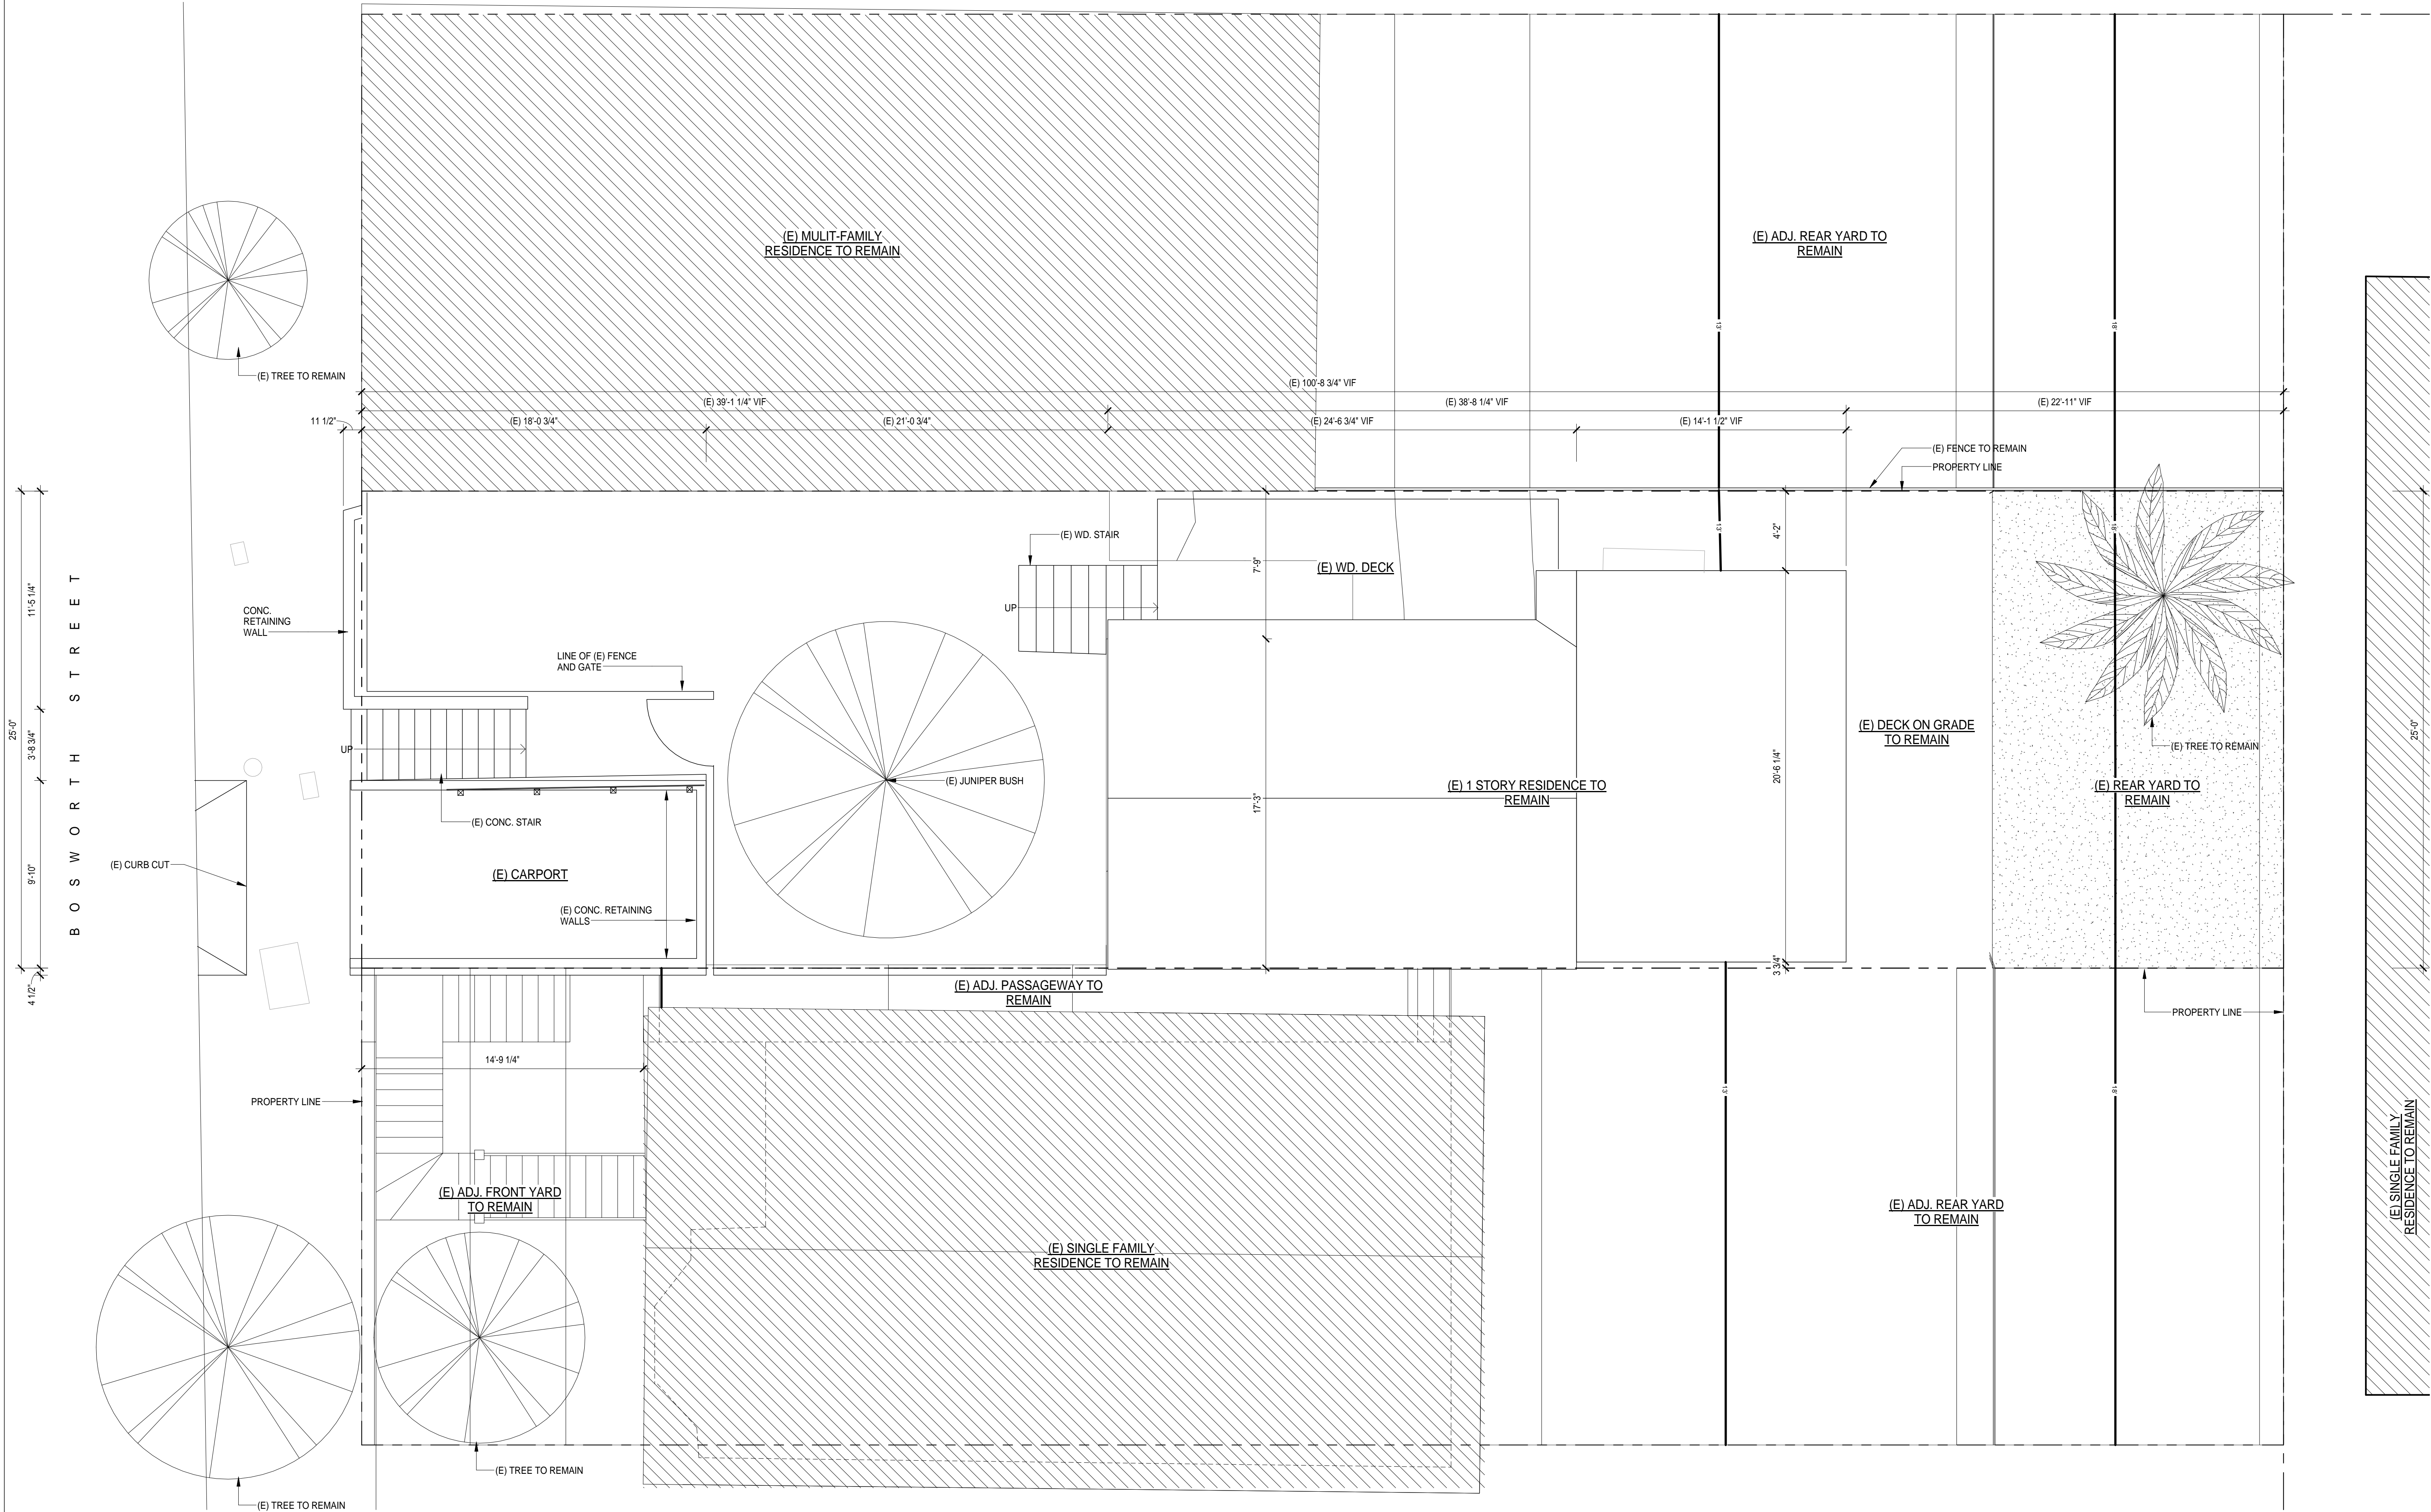 (E) MULIT-FAMILY
RESIDENCE TO REMAIN
(E) ADJ. REAR YARD TO
REMAIN
13'
18'
(E) TREE TO REMAIN
(E) 100'-8 3/4" VIF
(E) 39'-1 1/4" VIF
(E) 38'-8 1/4" VIF
(E) 22'-11" VIF
11 1/2"
(E) 18'-0 3/4"
(E) 21'-0 3/4"
(E) 24'-6 3/4" VIF
(E) 14'-1 1/2" VIF
(E) FENCE TO REMAIN
PROPERTY LINE
BOSWORTH STREET
25'-0"
11'-5 1/4"
3'-8 3/4"
9'-10"
4 1/2"
CONC.
RETAINING
WALL
LINE OF (E) FENCE
AND GATE
(E) WD. STAIR
UP
(E) WD. DECK
7'-9"
13'
4'-2"
18'
UP
(E) JUNIPER BUSH
(E) 1 STORY RESIDENCE TO
REMAIN
17'-3"
20'-6 1/4"
3 3/4"
(E) DECK ON GRADE
TO REMAIN
(E) TREE TO REMAIN
(E) REAR YARD TO
REMAIN
25'-0"
(E) CONC. STAIR
(E) CURB CUT
(E) CARPORT
(E) CONC. RETAINING
WALLS
(E) ADJ. PASSAGEWAY TO
REMAIN
PROPERTY LINE
14'-9 1/4"
PROPERTY LINE
13'
18'
(E) ADJ. FRONT YARD
TO REMAIN
(E) SINGLE FAMILY
RESIDENCE TO REMAIN
(E) ADJ. REAR YARD
TO REMAIN
(E) SINGLE FAMILY
RESIDENCE TO REMAIN
(E) TREE TO REMAIN
(E) TREE TO REMAIN